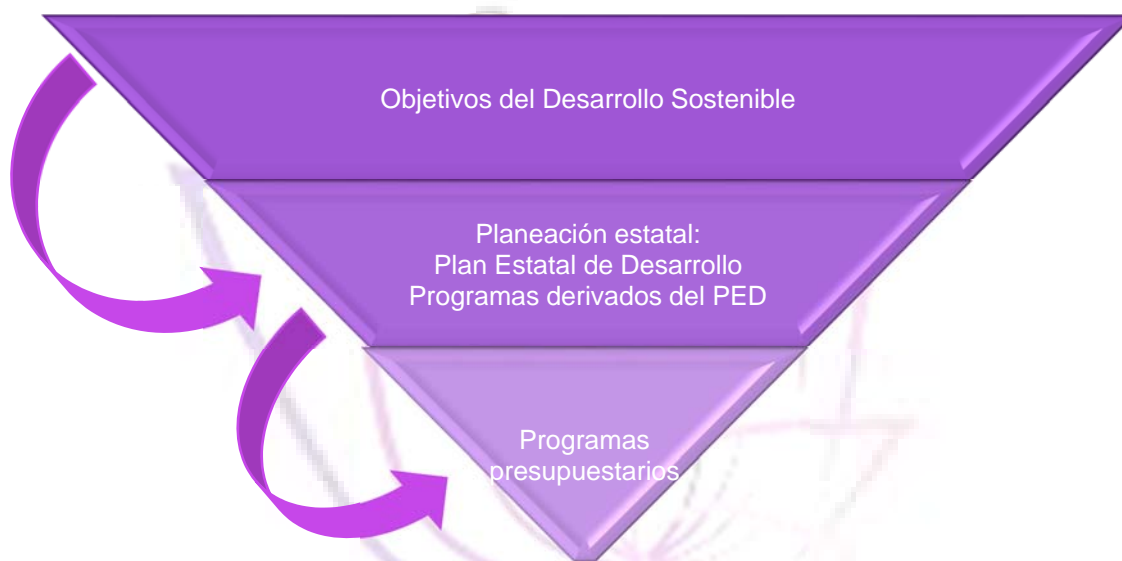 Objetivos del Desarrollo Sostenible
Planeación estatal:
Plan Estatal de Desarrollo
Programas derivados del PED
Programas
presupuestarios